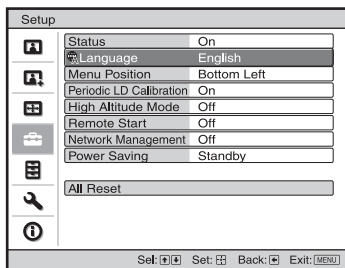 Setup
Status On
Language English
Menu Position Bottom Left
Periodic LD Calibration On
High Altitude Mode Off
Remote Start Off
Network Management Off
Power Saving Standby
All Reset
Sel: Set: Back: Exit: MENU